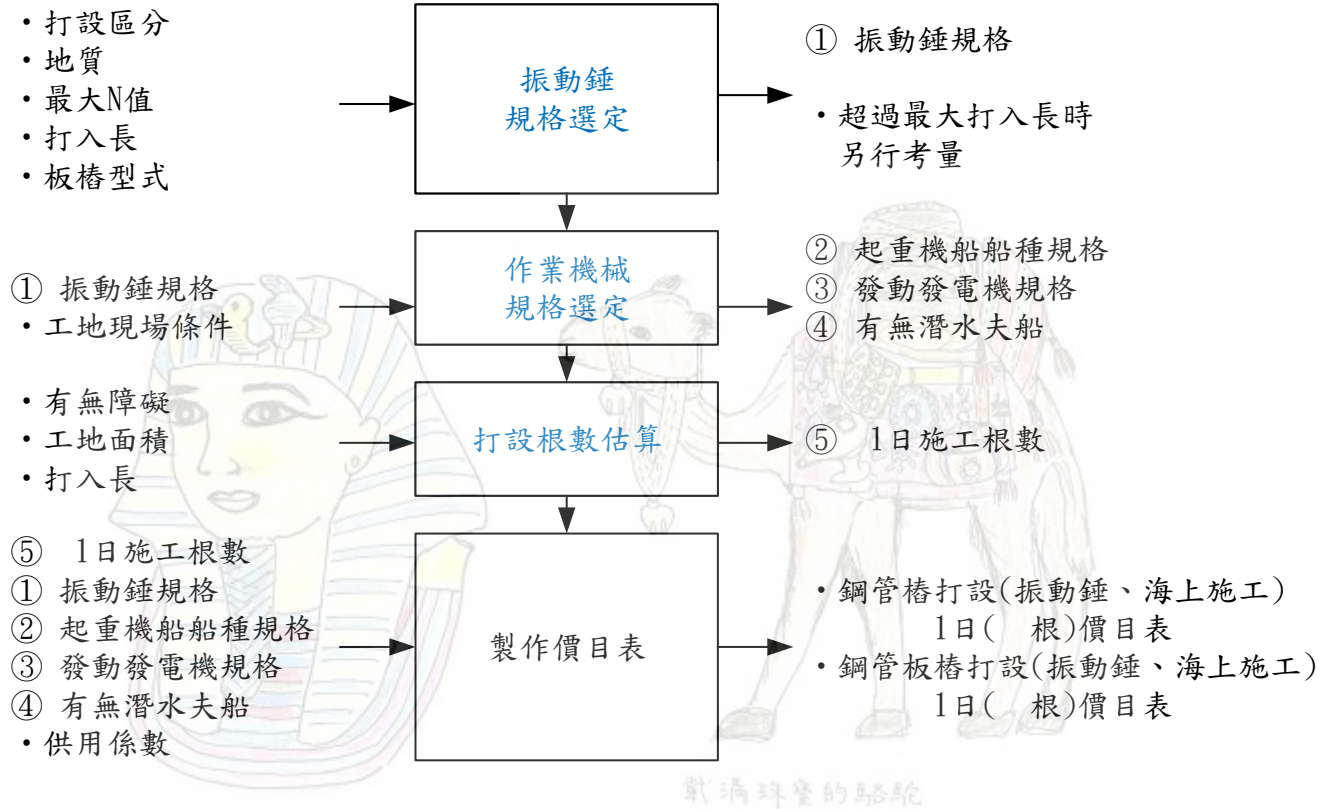 ・打設區分
・地質
・最大N值
・打入長
・板樁型式
振動錘
規格選定
① 振動錘規格
・超過最大打入長時
另行考量
① 振動錘規格
・工地現場條件
作業機械
規格選定
② 起重機船船種規格
③ 發動發電機規格
④ 有無潛水夫船
・有無障礙
・工地面積
・打入長
打設根數估算
⑤ 1日施工根數
⑤ 1日施工根數
① 振動錘規格
② 起重機船船種規格
③ 發動發電機規格
④ 有無潛水夫船
・供用係數
製作價目表
・鋼管樁打設(振動錘、海上施工)
1日( 根)價目表
・鋼管板樁打設(振動錘、海上施工)
1日( 根)價目表
戴滿珠寶的駱駝